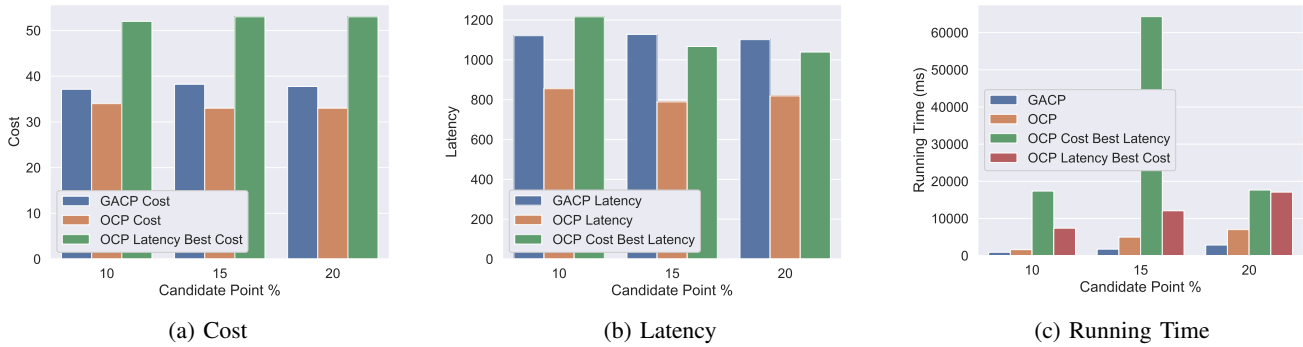 Cost
50
40
30
20
10
0
GACP Cost
OCP Cost
OCP Latency Best Cost
10 15 20
Candidate Point %
(a) Cost
Latency
1200
1000
800
600
400
200
0
GACP Latency
OCP Latency
OCP Cost Best Latency
10 15 20
Candidate Point %
(b) Latency
Running Time (ms)
60000
50000
40000
30000
20000
10000
0
GACP
OCP
OCP Cost Best Latency
OCP Latency Best Cost
10 15 20
Candidate Point %
(c) Running Time